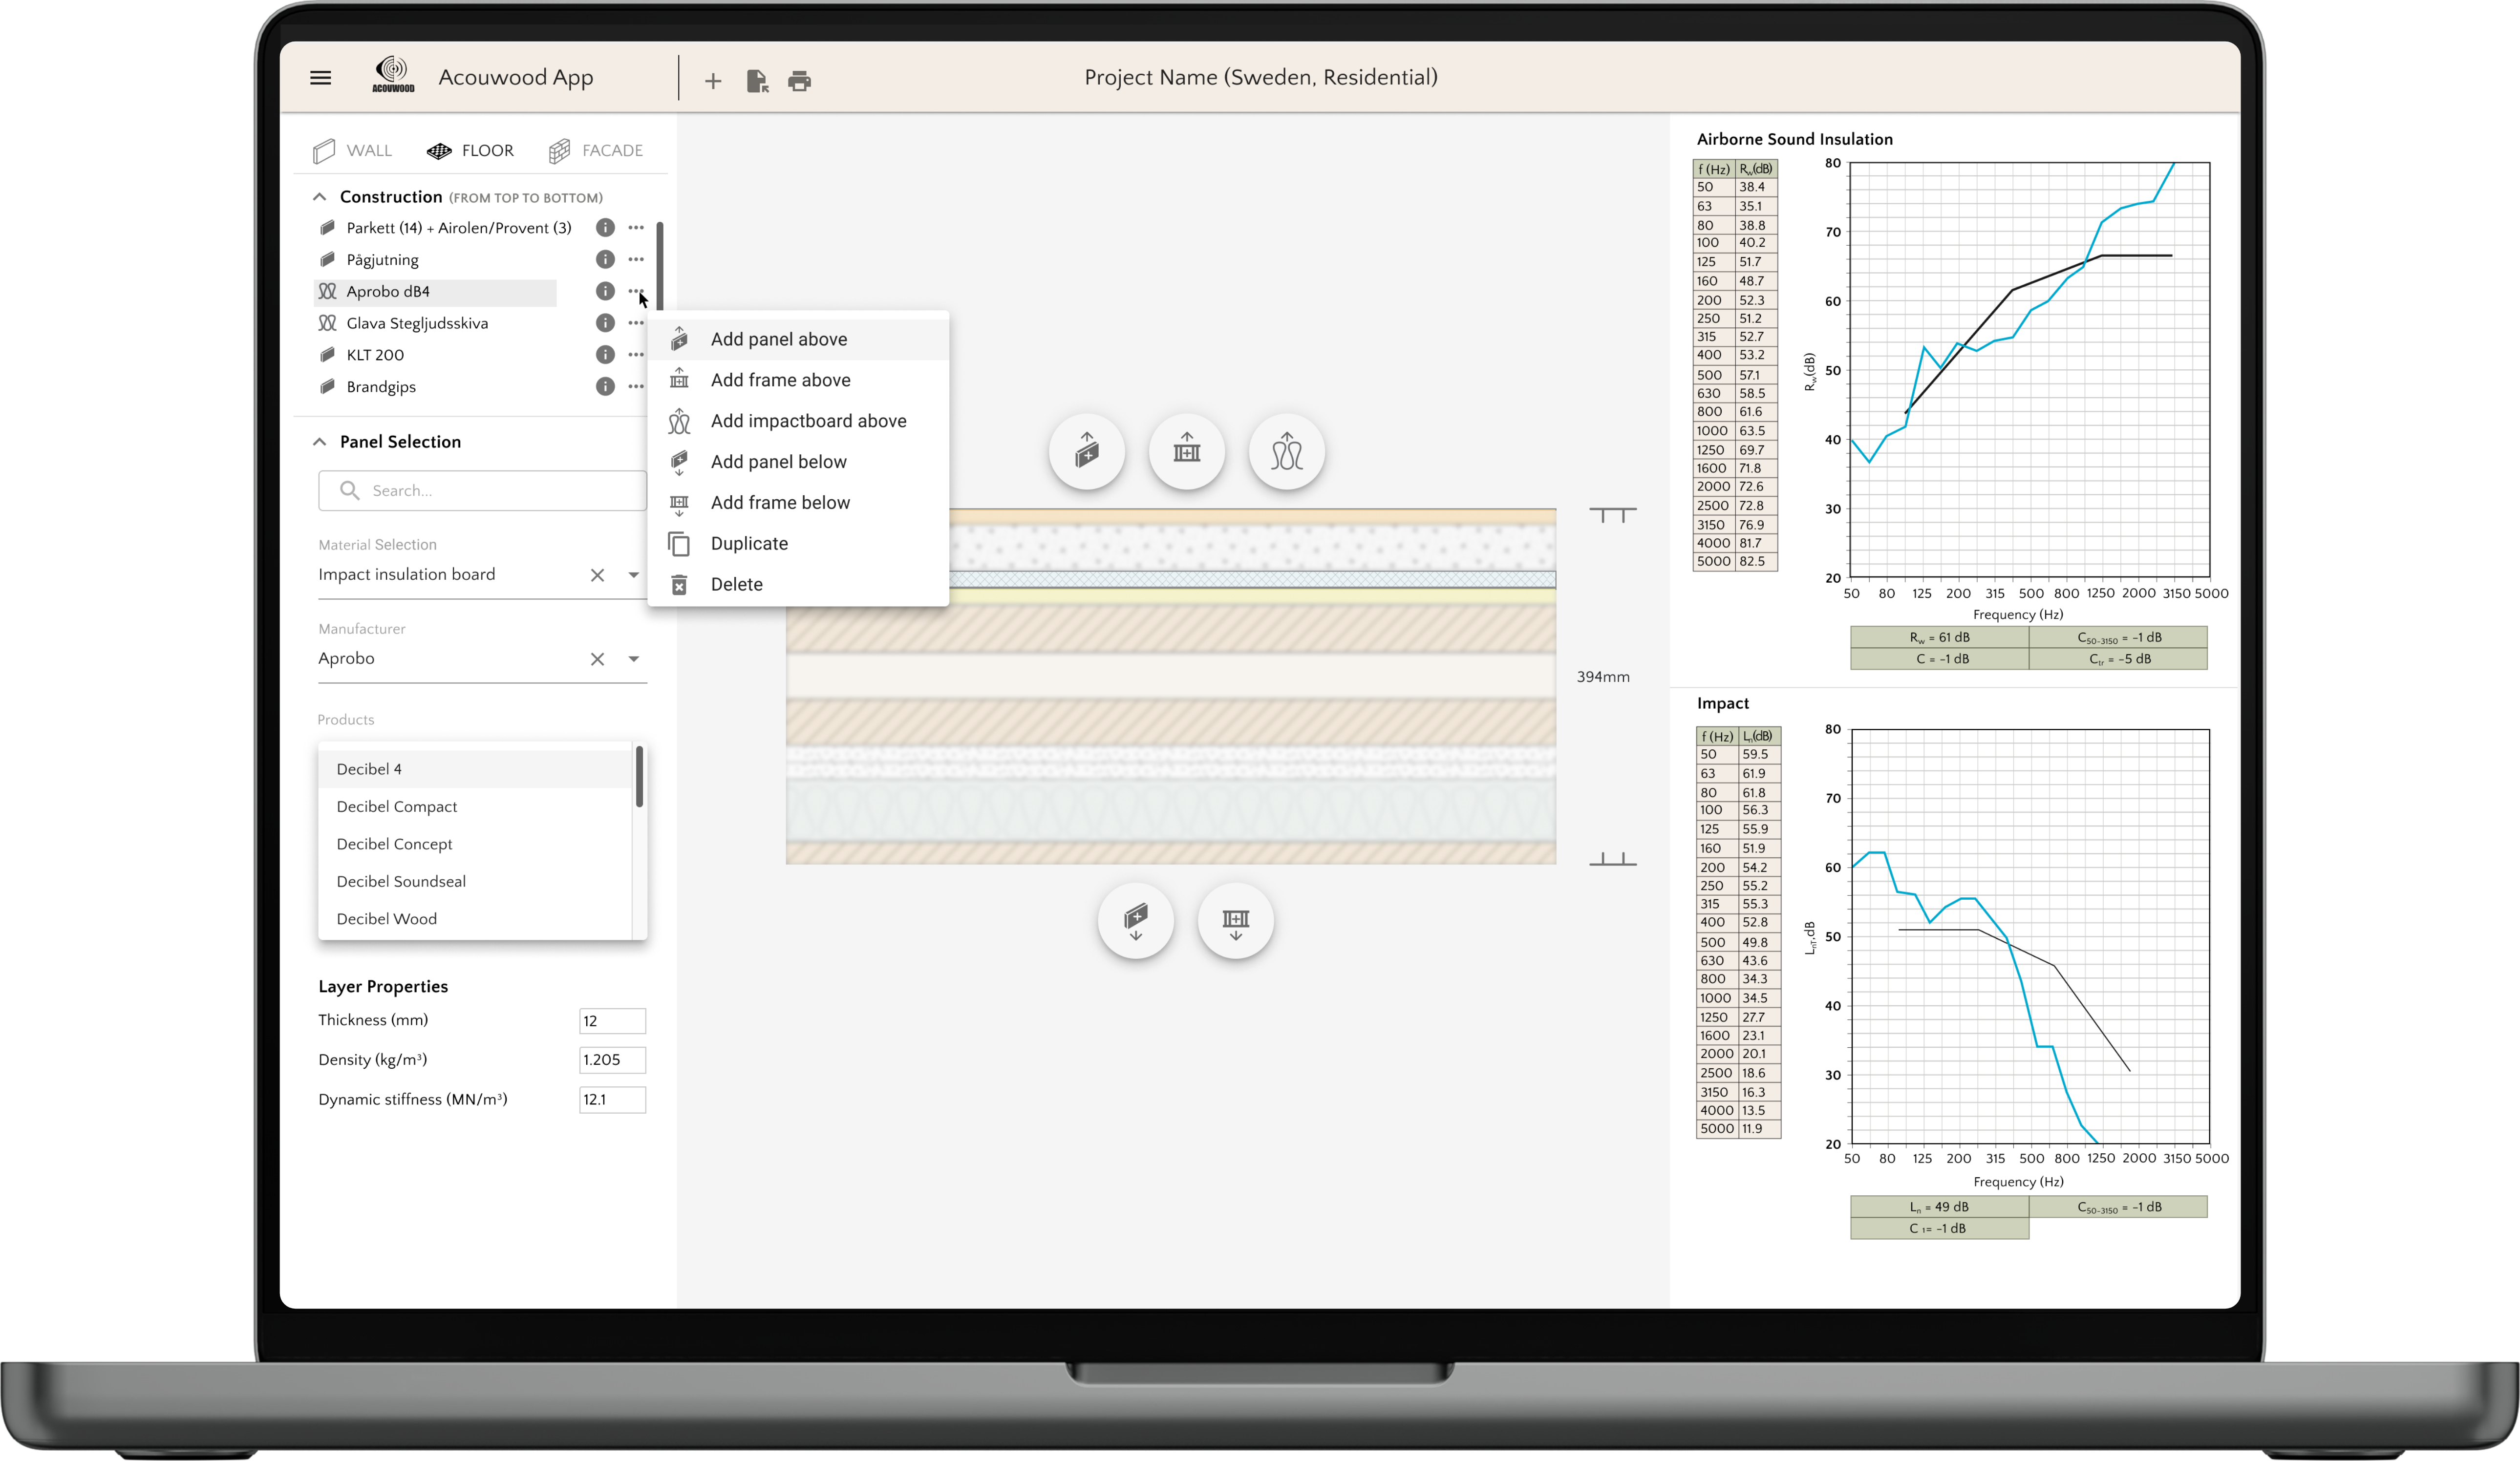 ACOUWOOD
Acouwood App
Project Name (Sweden, Residential)
WALL
FLOOR
FACADE
Construction (FROM TOP TO BOTTOM)
Parkett (14) + Airolen/Provent (3)
Pågjutning
Aprobo dB4
Glava Stegljudsskiva
KLT 200
Brandgips
Panel Selection
Search...
Material Selection
Impact insulation board
Manufacturer
Aprobo
Products
Decibel 4
Decibel Compact
Decibel Concept
Decibel Soundseal
Decibel Wood
Layer Properties
Thickness (mm) 12
Density (kg/m³) 1.205
Dynamic stiffness (MN/m³) 12.1
Add panel above
Add frame above
Add impactboard above
Add panel below
Add frame below
Duplicate
Delete
394mm
Airborne Sound Insulation
f (Hz) Rw(dB)
50 38.4
63 35.1
80 38.8
100 40.2
125 51.7
160 48.7
200 52.3
250 51.2
315 52.7
400 53.2
500 57.1
630 58.5
800 61.6
1000 63.5
1250 69.7
1600 71.8
2000 72.6
2500 72.8
3150 76.9
4000 81.7
5000 82.5
80
70
60
50
40
30
20
Rw(dB)
50 80 125 200 315 500 800 1250 2000 3150 5000
Frequency (Hz)
Rw = 61 dB C50-3150 = -1 dB
C = -1 dB Ctr = -5 dB
Impact
f (Hz) Ln(dB)
50 59.5
63 61.9
80 61.8
100 56.3
125 55.9
160 51.9
200 54.2
250 55.2
315 55.3
400 52.8
500 49.8
630 43.6
800 34.3
1000 34.5
1250 27.7
1600 23.1
2000 20.1
2500 18.6
3150 16.3
4000 13.5
5000 11.9
80
70
60
50
40
30
20
LnT,dB
50 80 125 200 315 500 800 1250 2000 3150 5000
Frequency (Hz)
Ln = 49 dB C50-3150 = -1 dB
C 1= -1 dB